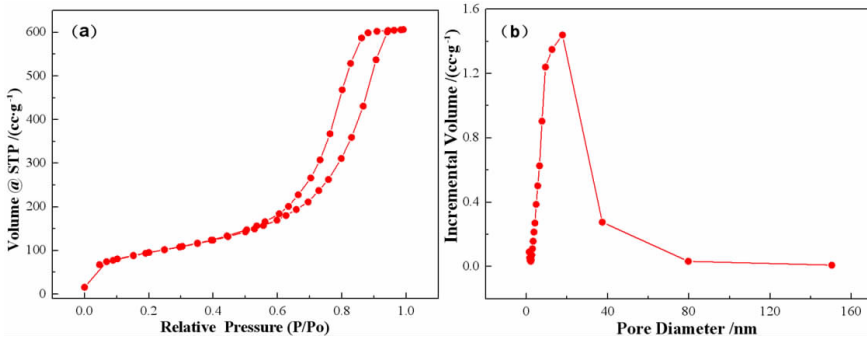 (a)
Volume @ STP /(cc·g⁻¹)
600
500
400
300
200
100
0
0.0 0.2 0.4 0.6 0.8 1.0
Relative Pressure (P/Po)
(b)
Incremental Volume /(cc·g⁻¹)
1.6
1.2
0.8
0.4
0.0
0 40 80 120 160
Pore Diameter /nm